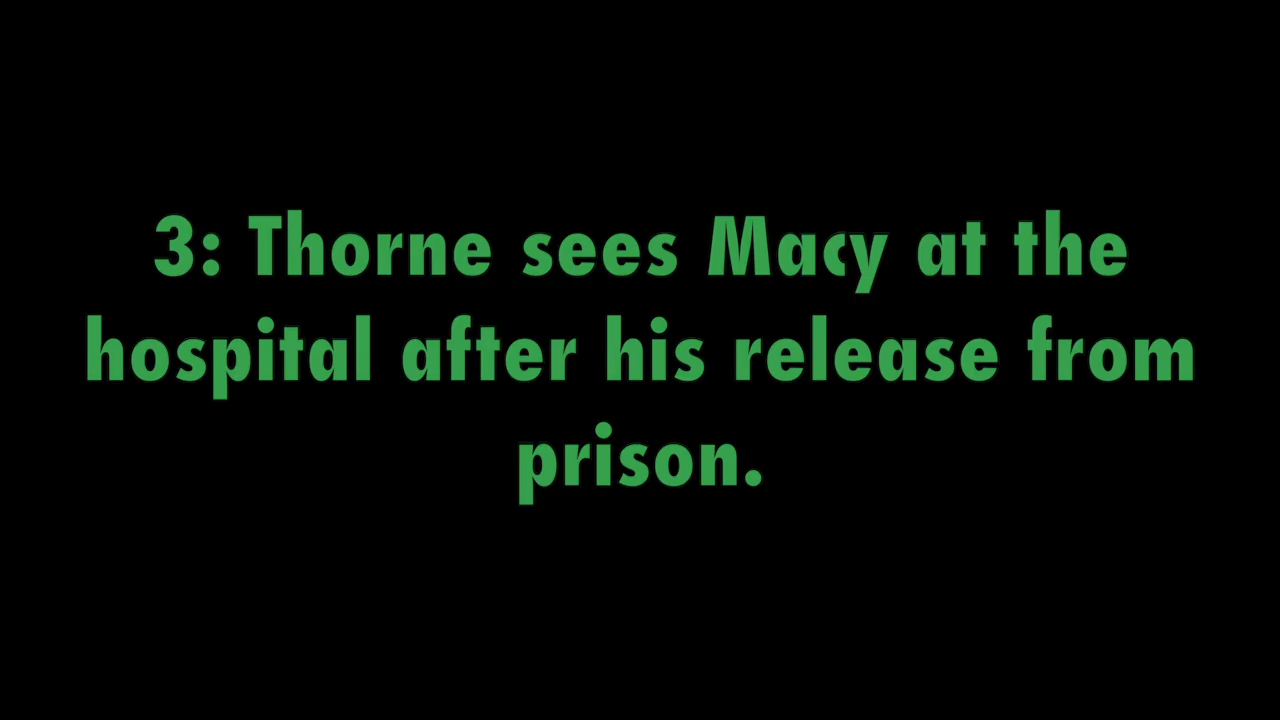 3: Thorne sees Macy at the
hospital after his release from
prison.